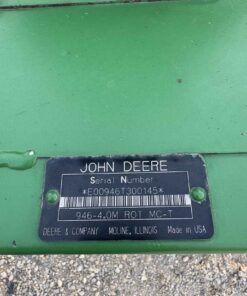 JOHN DEERE
Serial Number
*E00946T300145*
946-4.0M ROT MC-T
DEERE & COMPANY MOLINE, ILLINOIS Made in USA